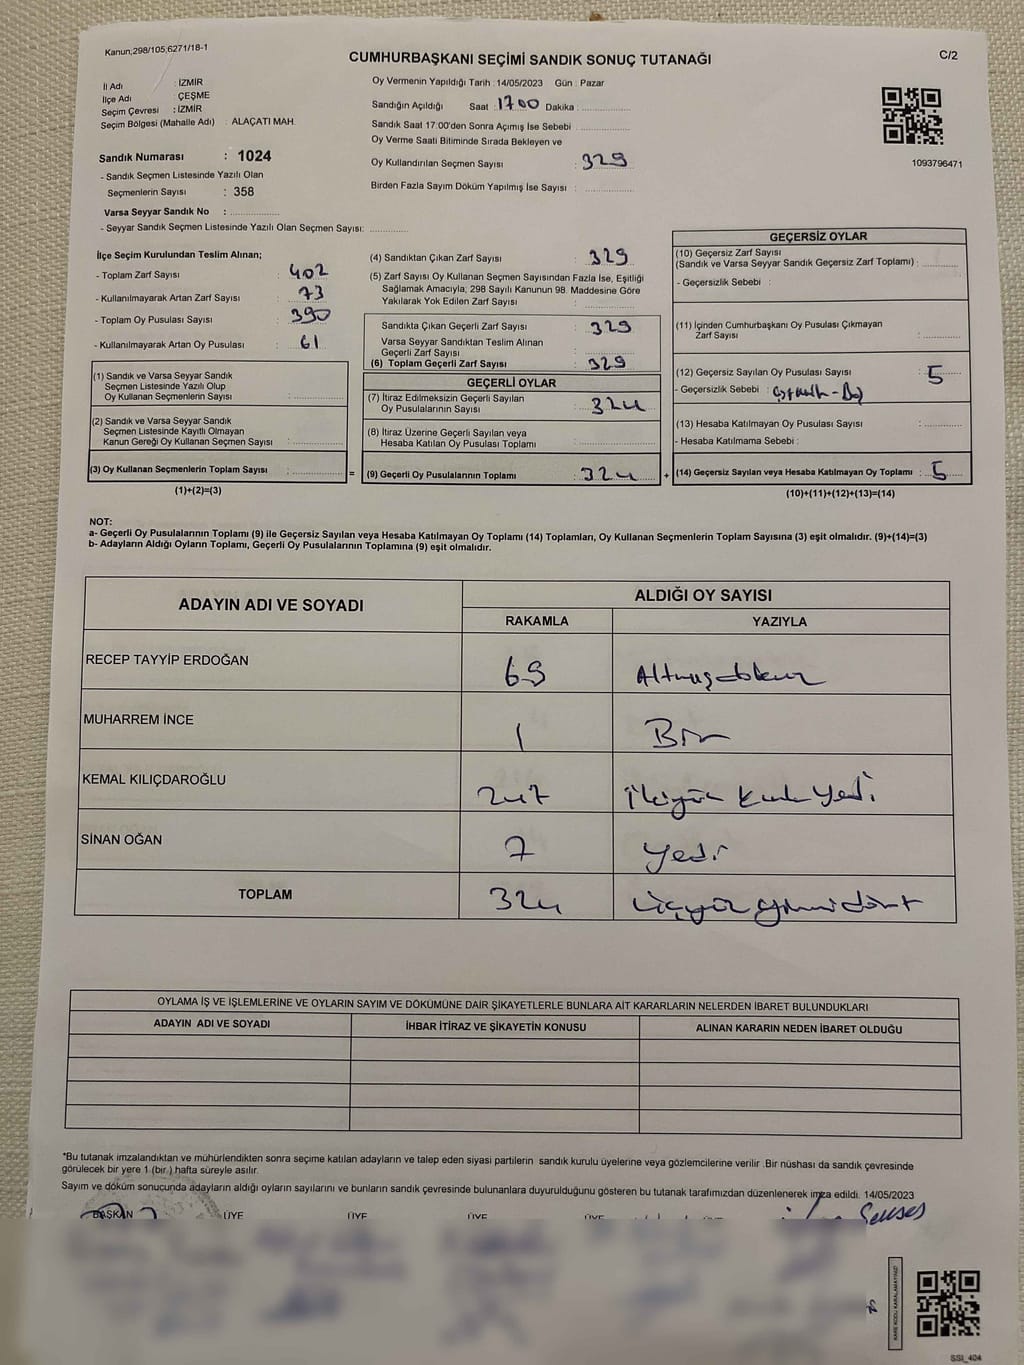 Kanun;298/105;6271/18-1
CUMHURBAŞKANI SEÇİMİ SANDIK SONUÇ TUTANAĞI
C/2
İl Adı : İZMİR
İlçe Adı : ÇEŞME
Seçim Çevresi : İZMİR
Seçim Bölgesi (Mahalle Adı) : ALAÇATI MAH.
Sandık Numarası : 1024
- Sandık Seçmen Listesinde Yazılı Olan
Seçmenlerin Sayısı : 358
Varsa Seyyar Sandık No :
- Seyyar Sandık Seçmen Listesinde Yazılı Olan Seçmen Sayısı:
Oy Vermenin Yapıldığı Tarih : 14/05/2023 Gün : Pazar
Sandığın Açıldığı Saat : 1700 Dakika :
Sandık Saat 17:00'den Sonra Açımış İse Sebebi :
Oy Verme Saati Bitiminde Sırada Bekleyen ve
Oy Kullandırılan Seçmen Sayısı : 329
Birden Fazla Sayım Döküm Yapılmış İse Sayısı :
1093796471
İlçe Seçim Kurulundan Teslim Alınan;
- Toplam Zarf Sayısı : 402
- Kullanılmayarak Artan Zarf Sayısı : 73
- Toplam Oy Pusulası Sayısı : 390
- Kullanılmayarak Artan Oy Pusulası : 61
(1) Sandık ve Varsa Seyyar Sandık
Seçmen Listesinde Yazılı Olup
Oy Kullanan Seçmenlerin Sayısı :
(2) Sandık ve Varsa Seyyar Sandık
Seçmen Listesinde Kayıtlı Olmayan
Kanun Gereği Oy Kullanan Seçmen Sayısı :
(3) Oy Kullanan Seçmenlerin Toplam Sayısı :
(1)+(2)=(3)
(4) Sandıktan Çıkan Zarf Sayısı : 329
(5) Zarf Sayısı Oy Kullanan Seçmen Sayısından Fazla İse, Eşitliği
Sağlamak Amacıyla; 298 Sayılı Kanunun 98. Maddesine Göre
Yakılarak Yok Edilen Zarf Sayısı :
Sandıkta Çıkan Geçerli Zarf Sayısı : 329
Varsa Seyyar Sandıktan Teslim Alınan
Geçerli Zarf Sayısı :
(6) Toplam Geçerli Zarf Sayısı : 329
GEÇERLİ OYLAR
(7) İtiraz Edilmeksizin Geçerli Sayılan
Oy Pusulalarının Sayısı : 324
(8) İtiraz Üzerine Geçerli Sayılan veya
Hesaba Katılan Oy Pusulası Toplamı :
= (9) Geçerli Oy Pusulalarının Toplamı : 324 +
GEÇERSİZ OYLAR
(10) Geçersiz Zarf Sayısı
(Sandık ve Varsa Seyyar Sandık Geçersiz Zarf Toplamı) :
- Geçersizlik Sebebi :
(11) İçinden Cumhurbaşkanı Oy Pusulası Çıkmayan
Zarf Sayısı :
(12) Geçersiz Sayılan Oy Pusulası Sayısı : 5
- Geçersizlik Sebebi :
(13) Hesaba Katılmayan Oy Pusulası Sayısı :
- Hesaba Katılmama Sebebi :
(14) Geçersiz Sayılan veya Hesaba Katılmayan Oy Toplamı : 5
(10)+(11)+(12)+(13)=(14)
NOT:
a- Geçerli Oy Pusulalarının Toplamı (9) ile Geçersiz Sayılan veya Hesaba Katılmayan Oy Toplamı (14) Toplamları, Oy Kullanan Seçmenlerin Toplam Sayısına (3) eşit olmalıdır. (9)+(14)=(3)
b- Adayların Aldığı Oyların Toplamı, Geçerli Oy Pusulalarının Toplamına (9) eşit olmalıdır.
ADAYIN ADI VE SOYADI
ALDIĞI OY SAYISI
RAKAMLA YAZIYLA
RECEP TAYYİP ERDOĞAN 69 Altmışdokuz
MUHARREM İNCE 1 Bir
KEMAL KILIÇDAROĞLU 247 İkiyüz kırk yedi
SİNAN OĞAN 7 Yedi
TOPLAM 324 üçyüz yirmidört
OYLAMA İŞ VE İŞLEMLERİNE VE OYLARIN SAYIM VE DÖKÜMÜNE DAİR ŞİKAYETLERLE BUNLARA AİT KARARLARIN NELERDEN İBARET BULUNDUKLARI
ADAYIN ADI VE SOYADI İHBAR İTİRAZ VE ŞİKAYETİN KONUSU ALINAN KARARIN NEDEN İBARET OLDUĞU
*Bu tutanak imzalandıktan ve mühürlendikten sonra seçime katılan adayların ve talep eden siyasi partilerin sandık kurulu üyelerine veya gözlemcilerine verilir .Bir nüshası da sandık çevresinde
görülecek bir yere 1 (bir ) hafta süreyle asılır.
Sayım ve döküm sonucunda adayların aldığı oyların sayılarını ve bunların sandık çevresinde bulunanlara duyurulduğunu gösteren bu tutanak tarafımızdan düzenlenerek imza edildi. 14/05/2023
BAŞKAN ÜYE ÜYE ÜYE ÜYE ÜYE
KARE KODU KARALAMAYINIZ!
SSI_404